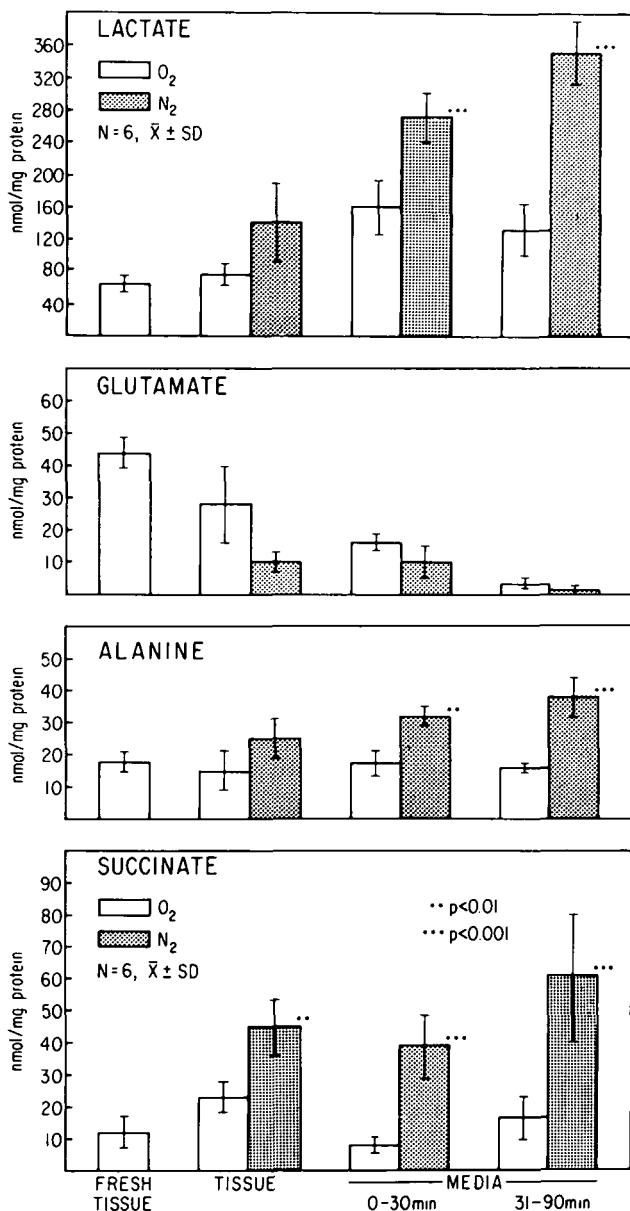 LACTATE
O2
N2
N=6, X̄ ± SD
nmol/mg protein
360
320
280
240
200
160
120
80
40
...
...
GLUTAMATE
nmol/mg protein
60
50
40
30
20
10
ALANINE
nmol/mg protein
50
40
30
20
10
..
...
SUCCINATE
O2
N2
N=6, X̄ ± SD
.. p<0.01
... p<0.001
nmol/mg protein
90
80
70
60
50
40
30
20
10
..
...
...
FRESH TISSUE
TISSUE
MEDIA
0-30min
31-90min